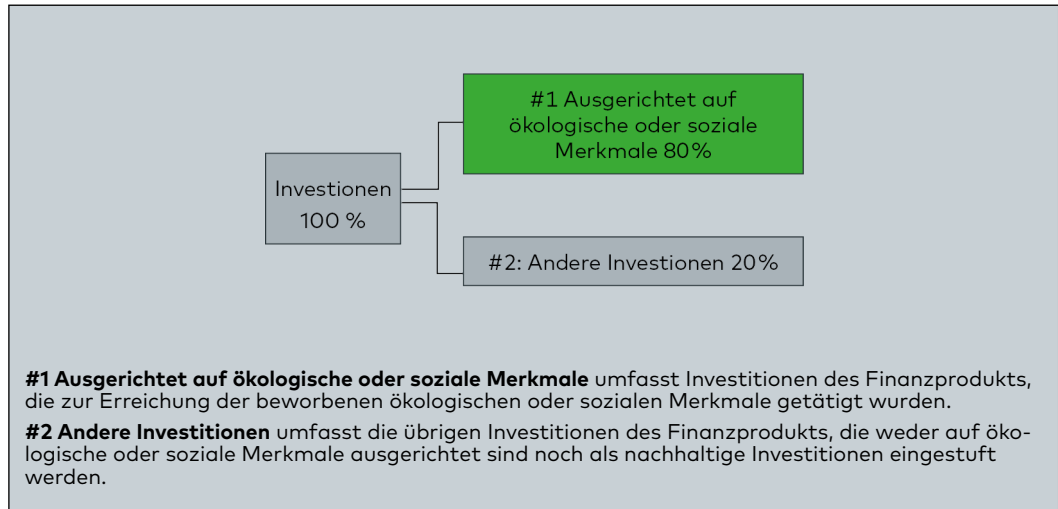 #1 Ausgerichtet auf
ökologische oder soziale
Merkmale 80%
Investionen
100 %
#2: Andere Investionen 20%
#1 Ausgerichtet auf ökologische oder soziale Merkmale umfasst Investitionen des Finanzprodukts,
die zur Erreichung der beworbenen ökologischen oder sozialen Merkmale getätigt wurden.
#2 Andere Investitionen umfasst die übrigen Investitionen des Finanzprodukts, die weder auf öko-
logische oder soziale Merkmale ausgerichtet sind noch als nachhaltige Investitionen eingestuft
werden.